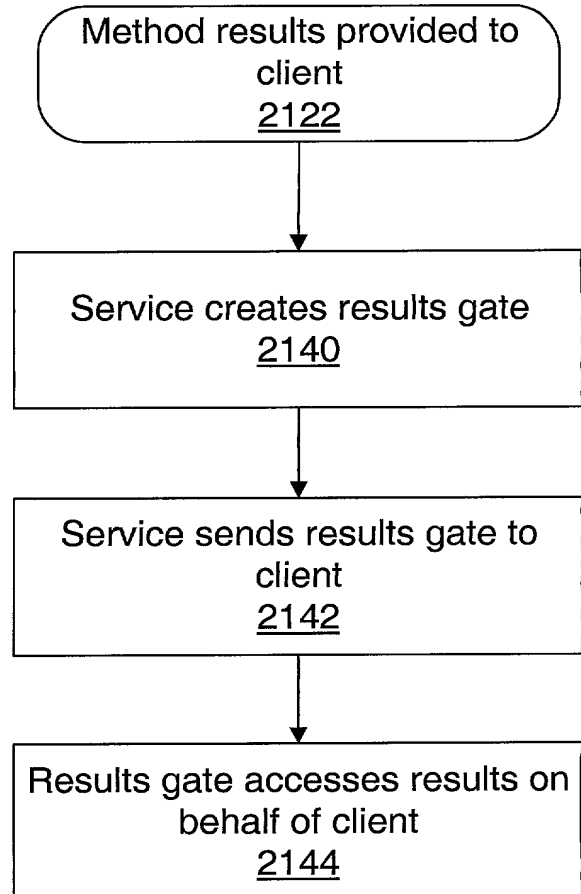 Method results provided to
client
2122
Service creates results gate
2140
Service sends results gate to
client
2142
Results gate accesses results on
behalf of client
2144